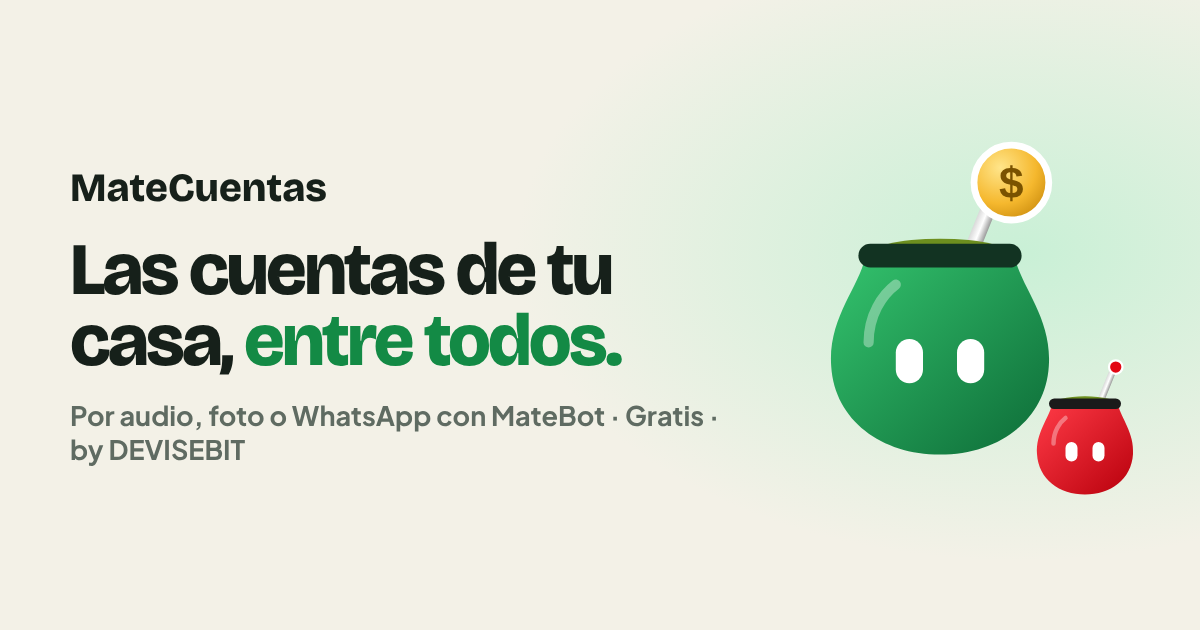 MateCuentas
Las cuentas de tu
casa, entre todos.
Por audio, foto o WhatsApp con MateBot · Gratis ·
by DEVISEBIT
$